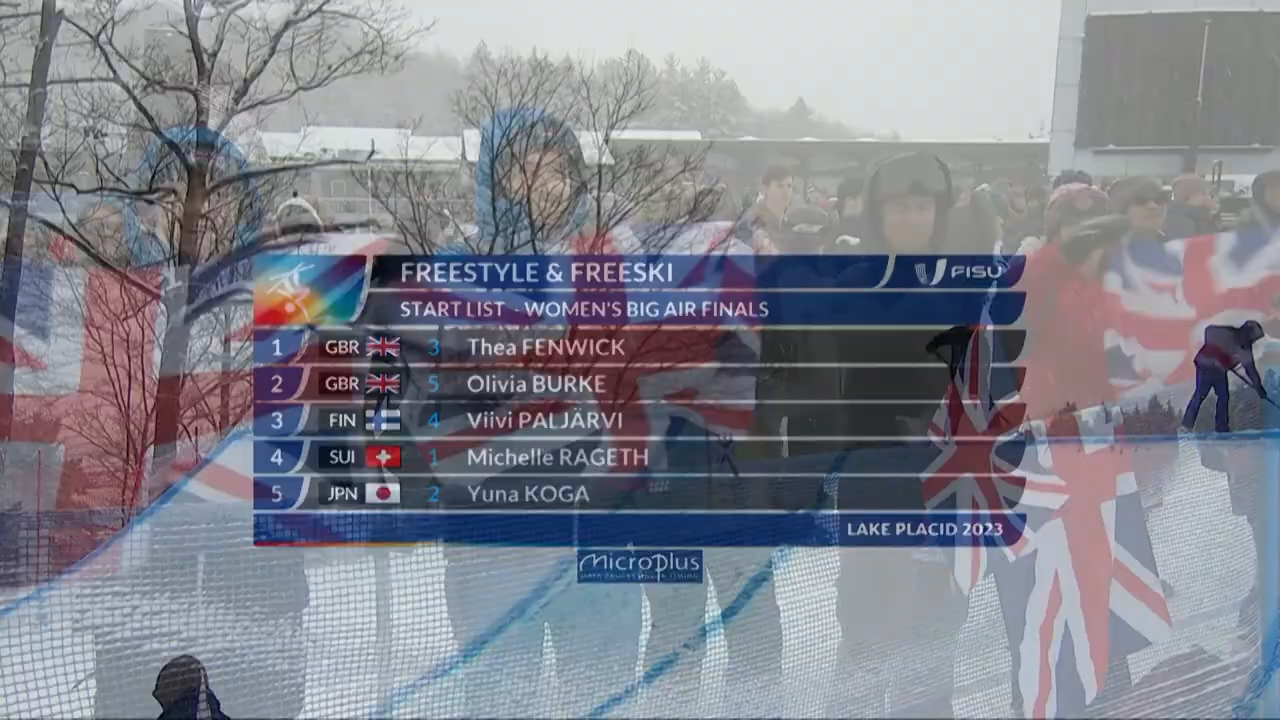 FREESTYLE & FREESKI
FISU
START LIST - WOMEN'S BIG AIR FINALS
1 GBR 3 Thea FENWICK
2 GBR 5 Olivia BURKE
3 FIN 4 Viivi PALJÄRVI
4 SUI 1 Michelle RAGETH
5 JPN 2 Yuna KOGA
LAKE PLACID 2023
MicroPlus